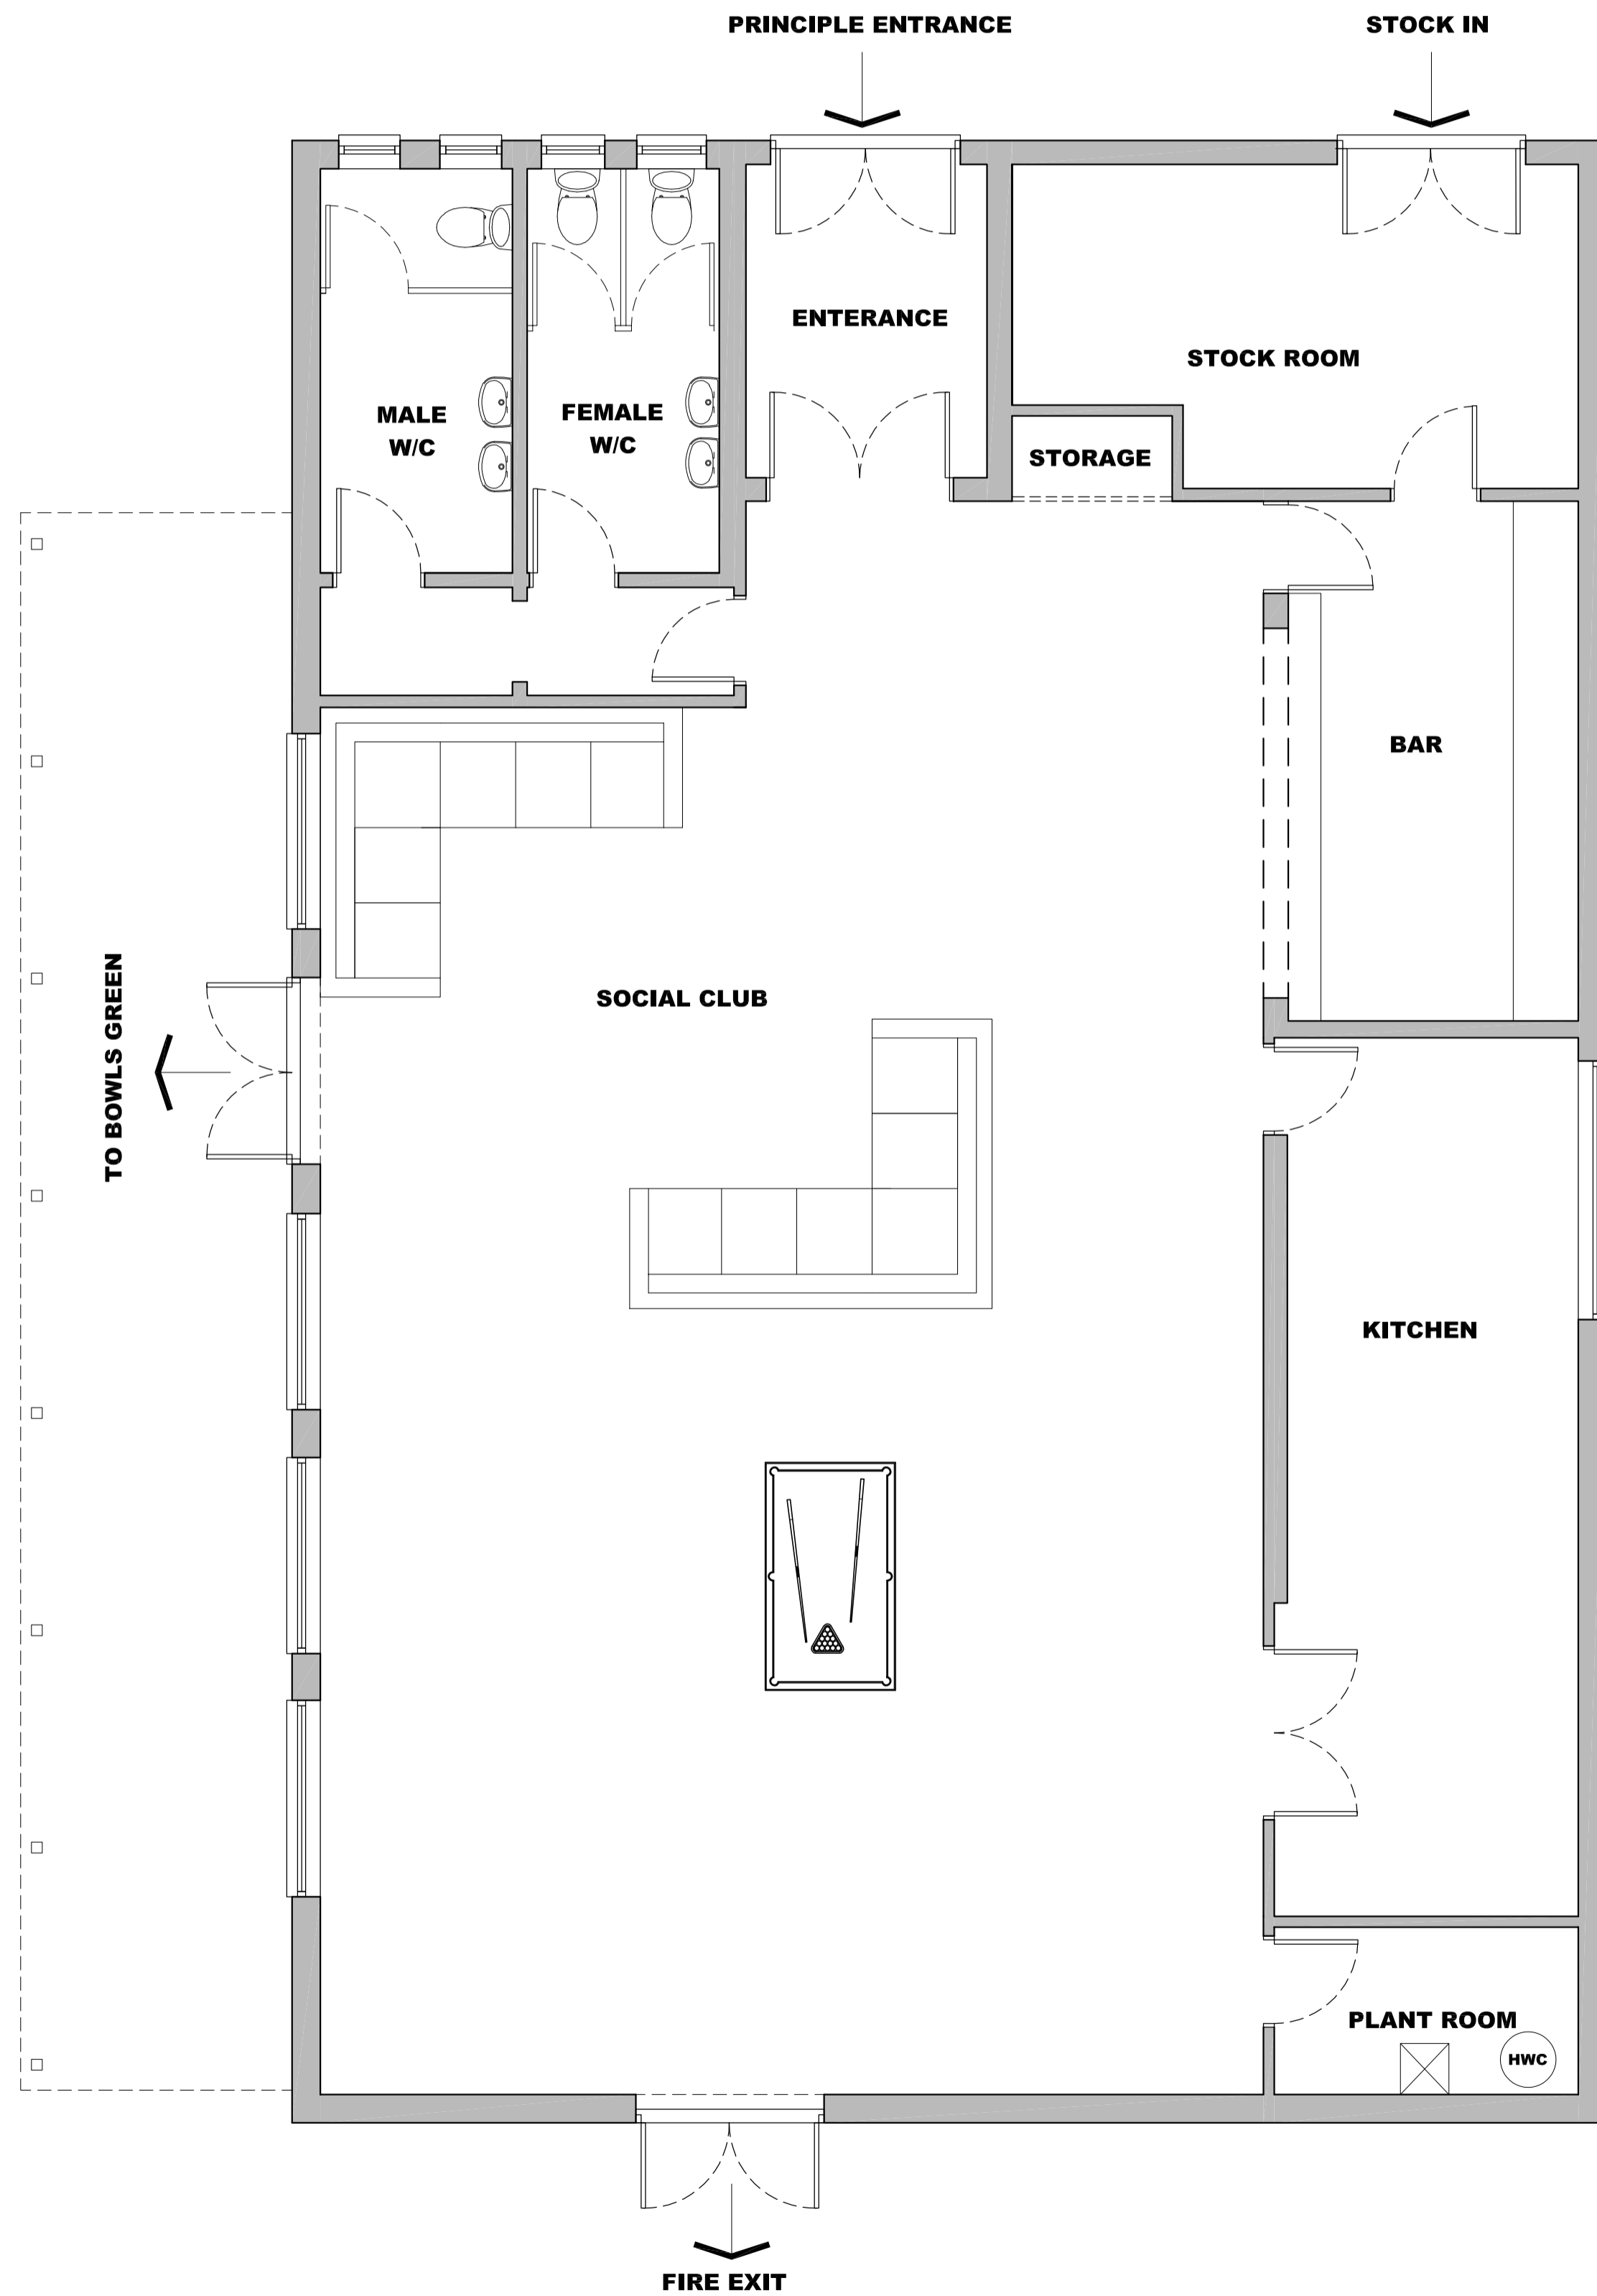 PRINCIPLE ENTRANCE
STOCK IN
ENTERANCE
STOCK ROOM
MALE
W/C
FEMALE
W/C
STORAGE
BAR
TO BOWLS GREEN
SOCIAL CLUB
KITCHEN
PLANT ROOM
HWC
FIRE EXIT